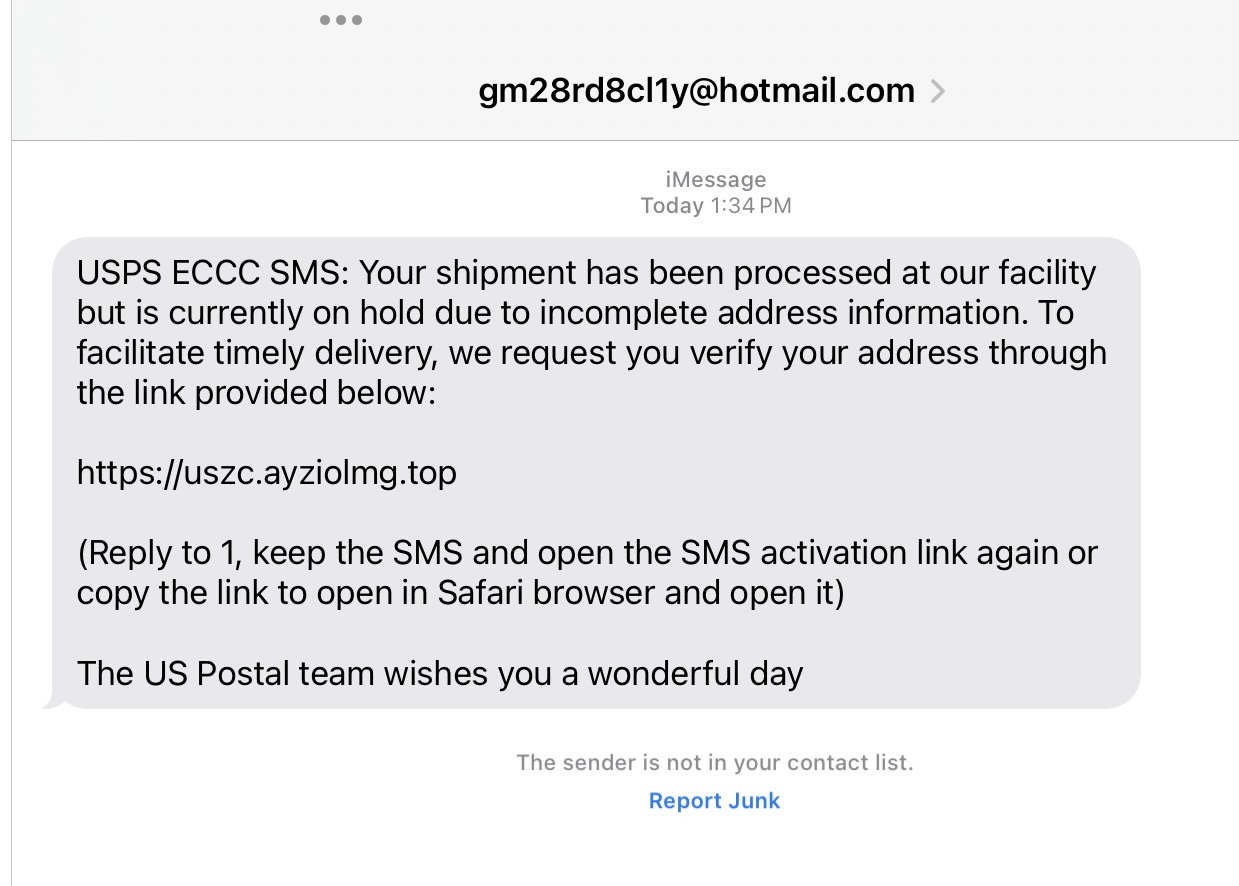 gm28rd8cl1y@hotmail.com
iMessage
Today 1:34 PM
USPS ECCC SMS: Your shipment has been processed at our facility
but is currently on hold due to incomplete address information. To
facilitate timely delivery, we request you verify your address through
the link provided below:
https://uszc.ayziolmg.top
(Reply to 1, keep the SMS and open the SMS activation link again or
copy the link to open in Safari browser and open it)
The US Postal team wishes you a wonderful day
The sender is not in your contact list.
Report Junk